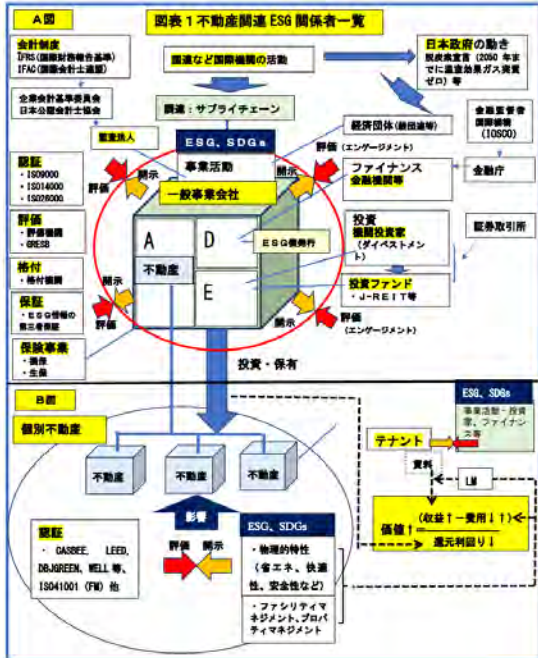 A図
図表1不動産関連ESG関係者一覧
会計制度
IFRS(国際財務報告基準)
IFAC(国際会計士連盟)
国連など国際機関の活動
日本政府の動き
脱炭素宣言(2050年
までに温室効果ガス実質
ゼロ)等
企業会計基準委員会
日本公認会計士協会
調達:サプライチェーン
金融監督者
国際機構
(IOSCO)
監査法人
ESG、SDGs
事業活動
経済団体(経団連等)
(エンゲージメント)
認証
・ISO9000
・ISO14000
・ISO26000
評価
開示
一般事業会社
開示
評価
ファイナンス
金融機関等
金融庁
評価
・評価機関
・GRESB
A
D
ESG債発行
投資
機関投資家
(ダイベストメ
ント)
証券取引所
格付
・格付機関
不動産
E
保証
・ESG情報の
第三者保証
開示
評価
開示
評価
(エンゲージメント)
投資ファンド
・J-REIT等
保険事業
・損保
・生保
投資・保有
B図
個別不動産
ESG、SDGs
事業活動・投資
家、ファイナン
ス等
テナント
賃料
LM
不動産
不動産
不動産
価値↑=
(収益↑-費用↓↑)
還元利回り↓
影響
認証
・CASBEE、LEED、
DBJGREEN、WELL等、
ISO41001(FM)他
評価
開示
ESG、SDGs
・物理的特性
(省エネ、快適
性、安全性など)
・ファシリティマ
ネジメント、プロパ
ティマネジメント